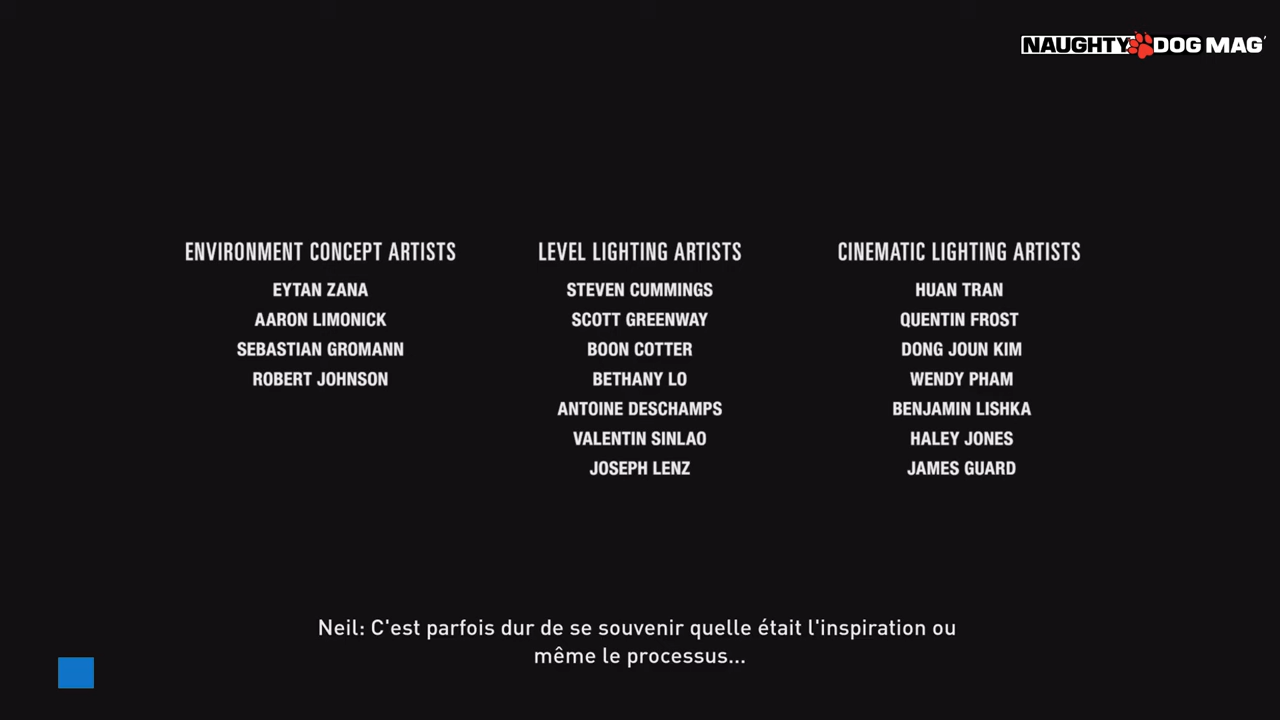 NAUGHTY DOG MAG'
ENVIRONMENT CONCEPT ARTISTS
EYTAN ZANA
AARON LIMONICK
SEBASTIAN GROMANN
ROBERT JOHNSON
LEVEL LIGHTING ARTISTS
STEVEN CUMMINGS
SCOTT GREENWAY
BOON COTTER
BETHANY LO
ANTOINE DESCHAMPS
VALENTIN SINLAO
JOSEPH LENZ
CINEMATIC LIGHTING ARTISTS
HUAN TRAN
QUENTIN FROST
DONG JOUN KIM
WENDY PHAM
BENJAMIN LISHKA
HALEY JONES
JAMES GUARD
Neil: C'est parfois dur de se souvenir quelle était l'inspiration ou
même le processus...